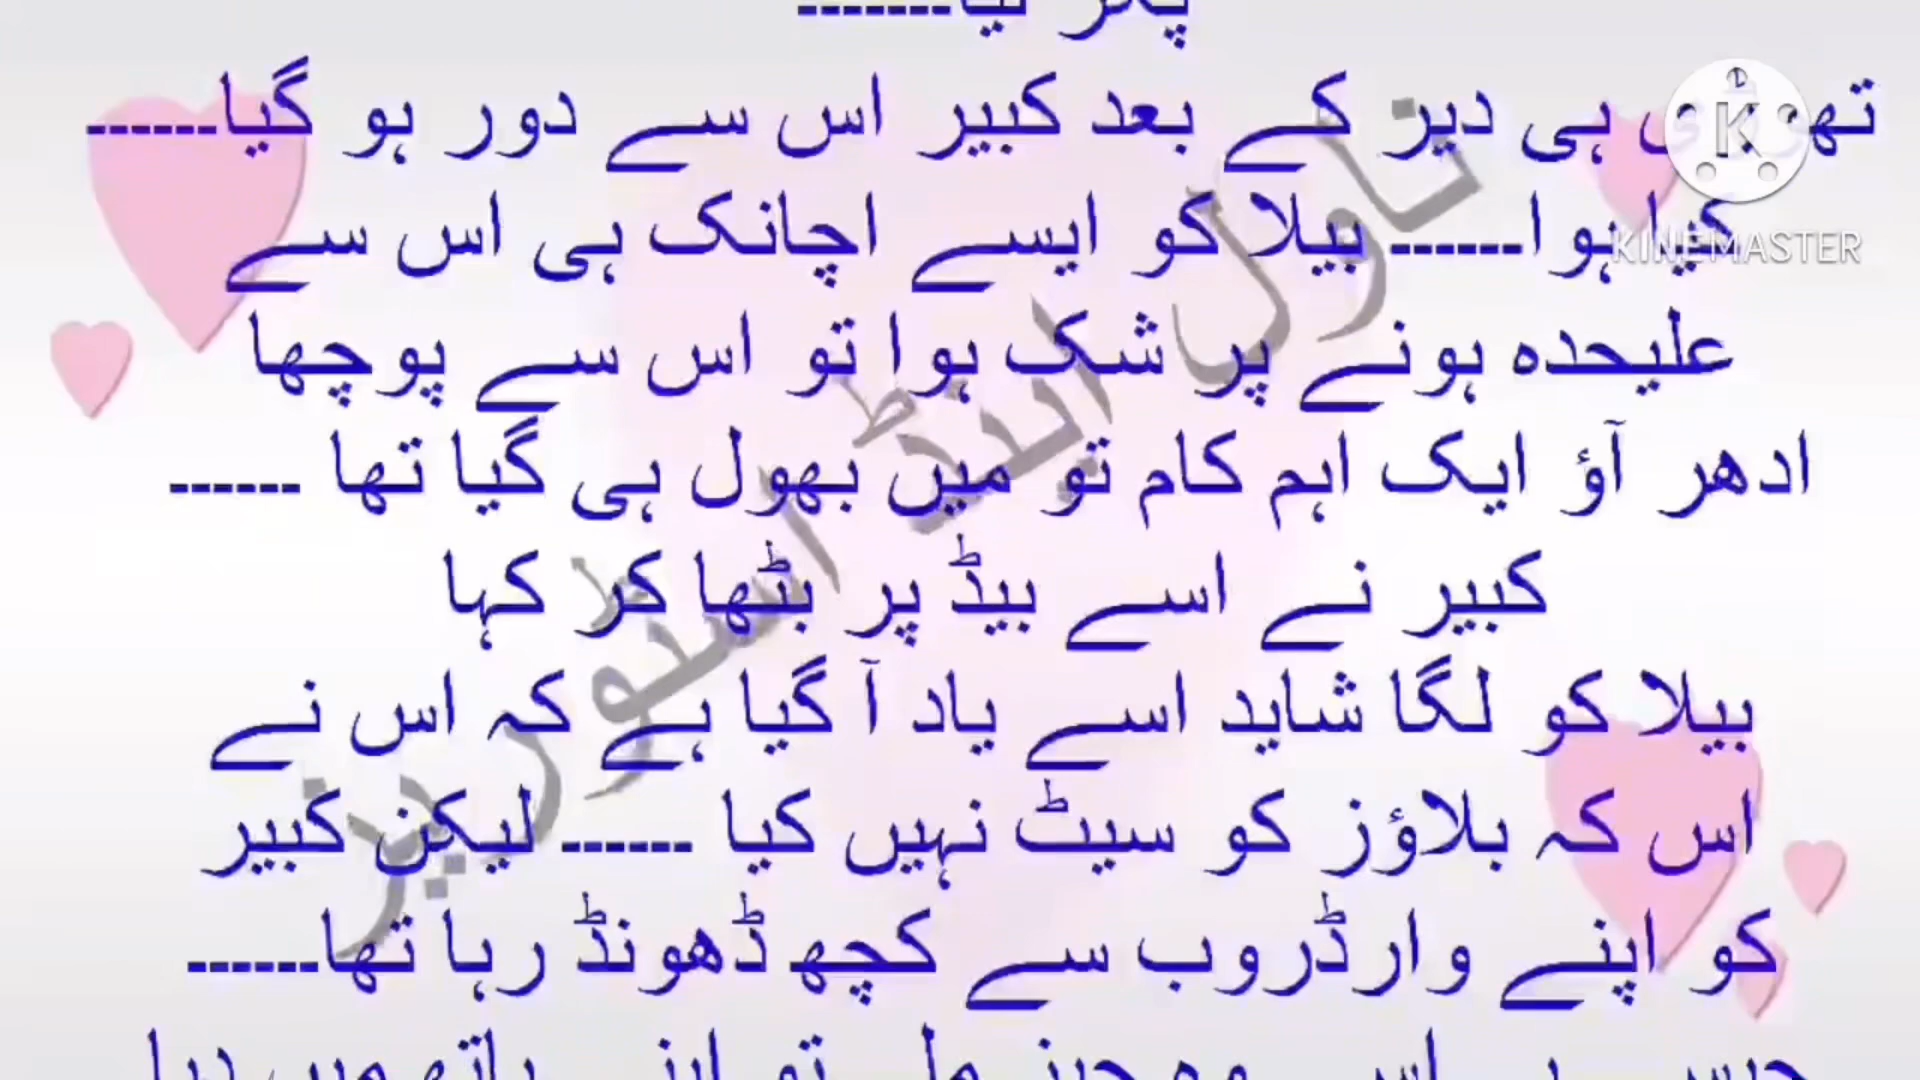 تھوڑی ہی دیر کے بعد کبیر اس سے دور ہو گیا------
کیا ہوا------ بیلا کو ایسے اچانک ہی اس سے
علیحدہ ہونے پر شک ہوا تو اس سے پوچھا
ادھر آؤ ایک اہم کام تو میں بھول ہی گیا تھا ------
کبیر نے اسے بیڈ پر بٹھا کر کہا
بیلا کو لگا شاید اسے یاد آ گیا ہے کہ اس نے
اس کہ بلاؤز کو سیٹ نہیں کیا ------ لیکن کبیر
کو اپنے وارڈروب سے کچھ ڈھونڈ رہا تھا------
ناول اینڈ اسٹور پر
K
KINEMASTER